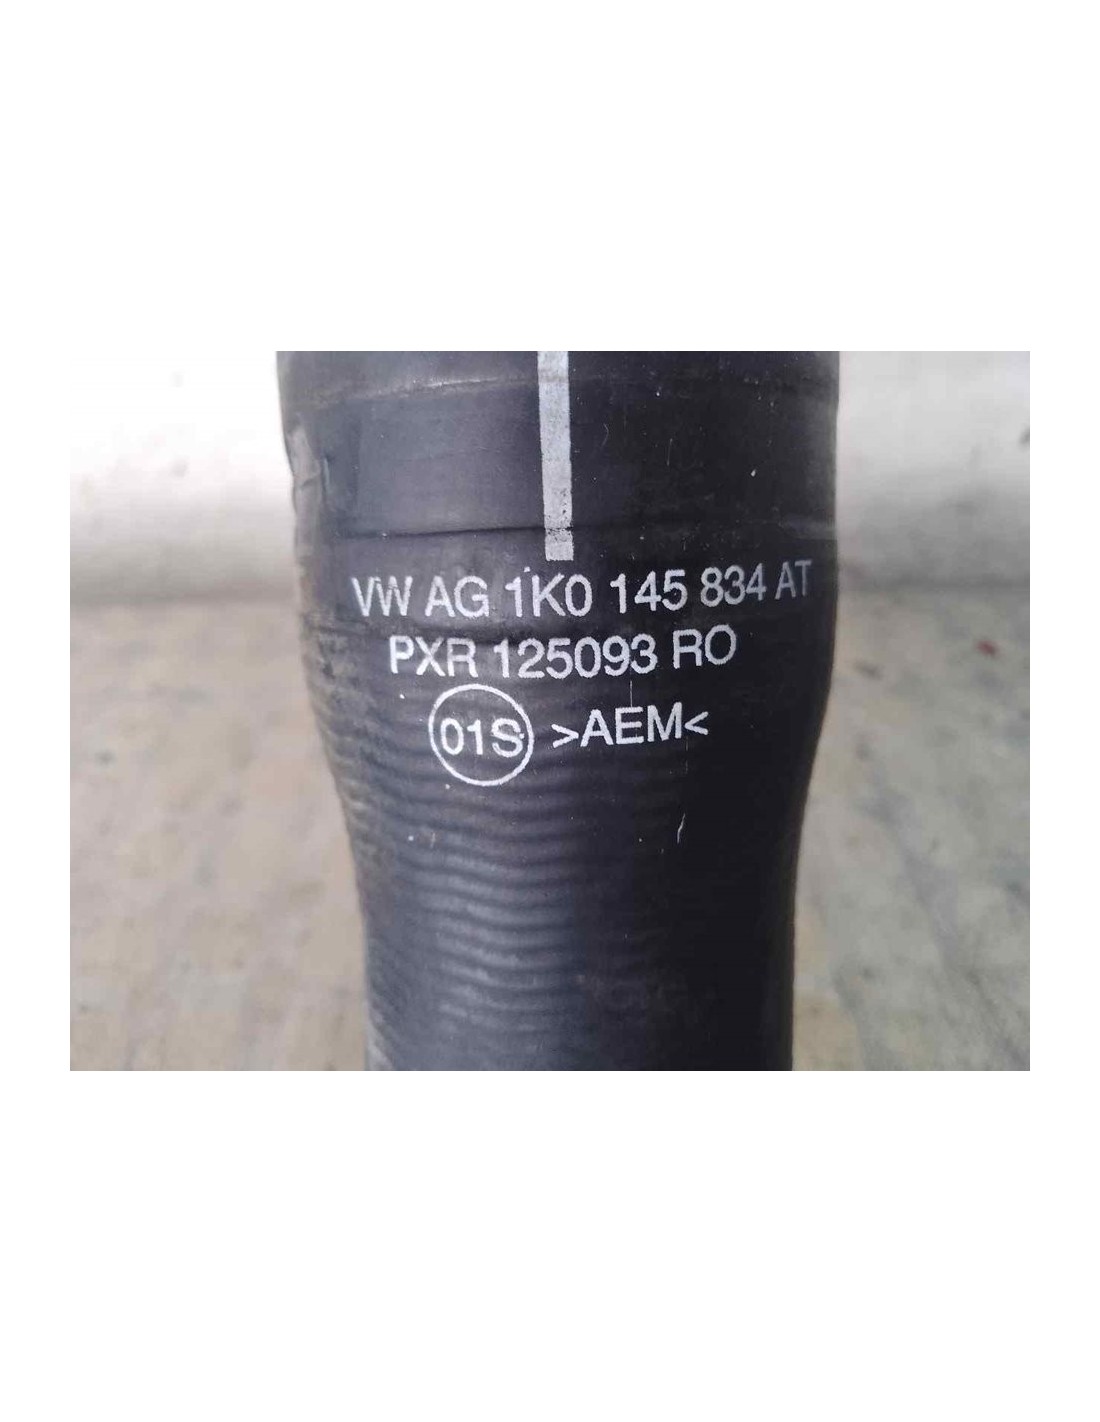 VW AG 1K0 145 834 AT
PXR 125093 RO
01S >AEM<